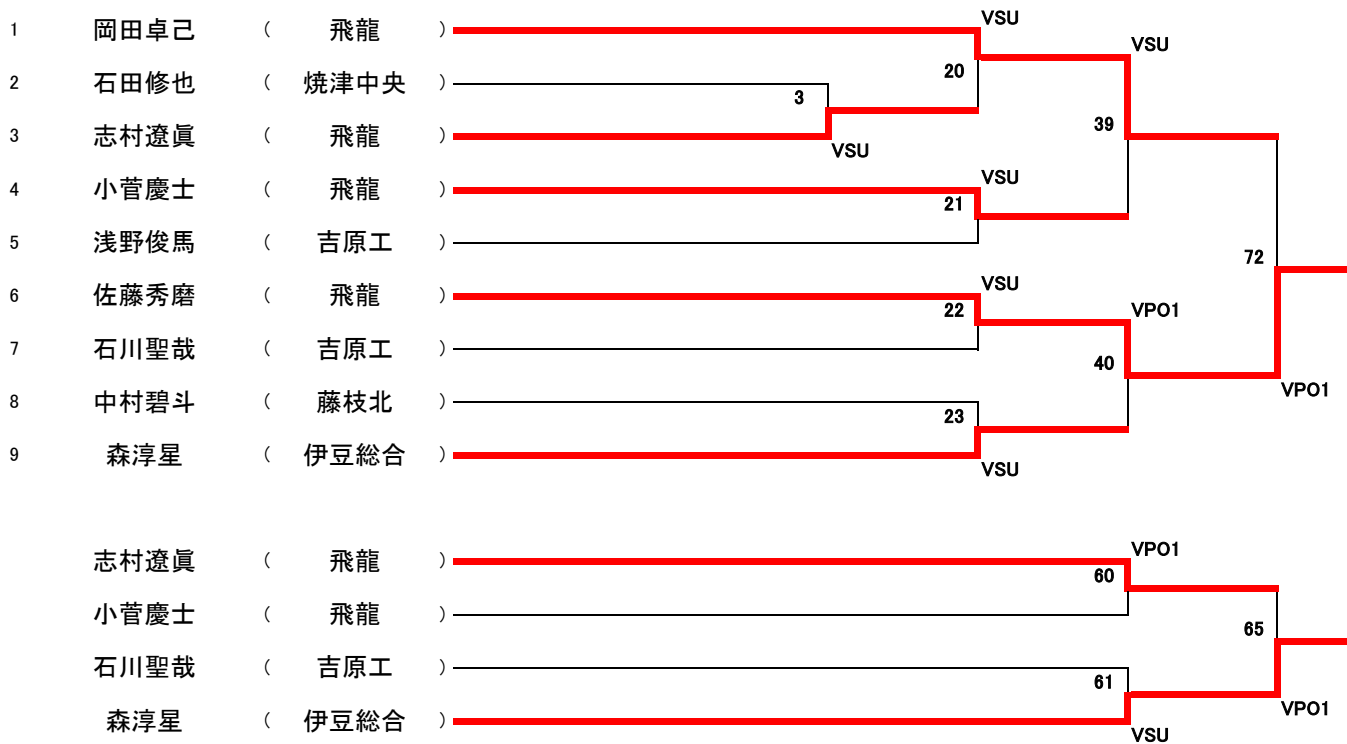 VSU
1 岡田卓己 ( 飛龍 )
VSU
20
2 石田修也 ( 焼津中央 )
3
39
3 志村遼眞 ( 飛龍 )
VSU
VSU
4 小菅慶士 ( 飛龍 )
21
5 浅野俊馬 ( 吉原工 )
72
VSU
6 佐藤秀磨 ( 飛龍 )
22 VPO1
7 石川聖哉 ( 吉原工 )
40
VPO1
8 中村碧斗 ( 藤枝北 )
23
9 森淳星 ( 伊豆総合 )
VSU
VPO1
志村遼眞 ( 飛龍 )
60
小菅慶士 ( 飛龍 )
65
石川聖哉 ( 吉原工 )
61
VPO1
森淳星 ( 伊豆総合 )
VSU